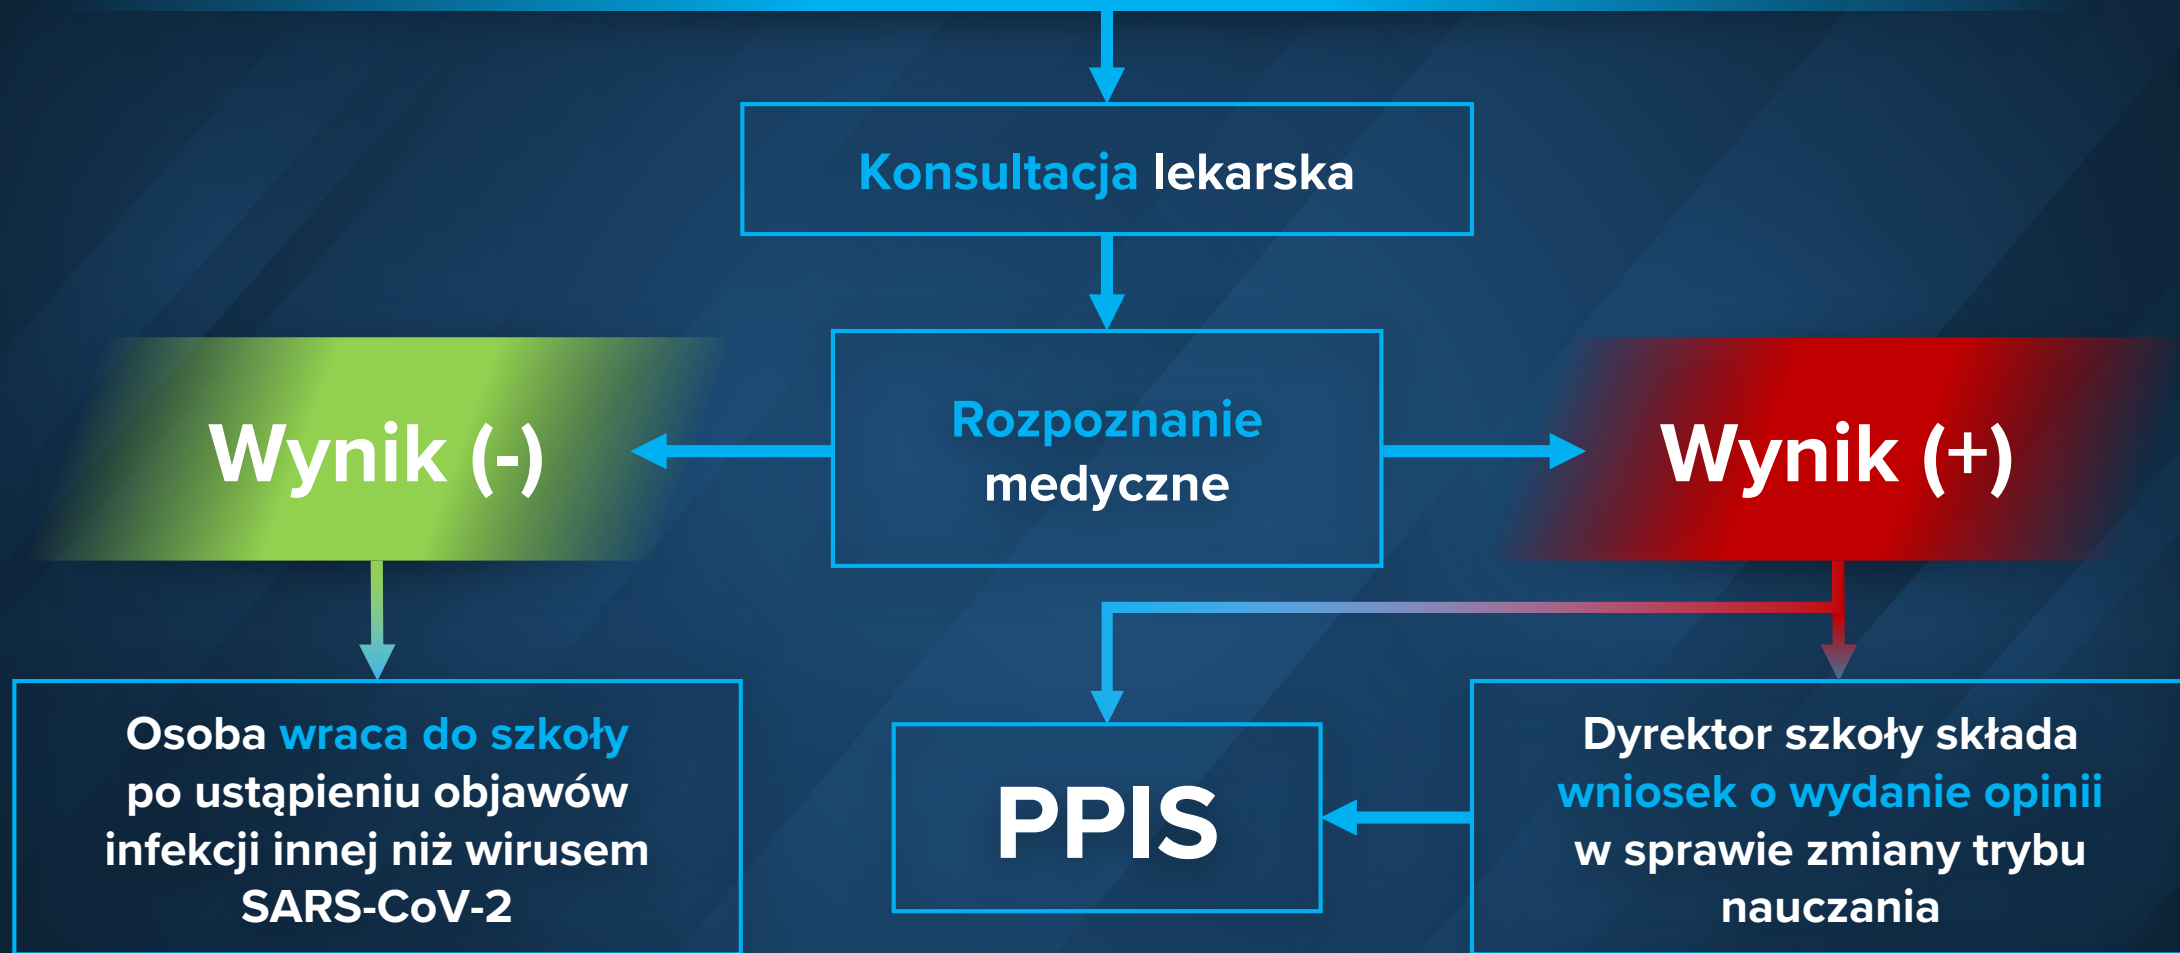 Konsultacja lekarska
Rozpoznanie
medyczne
Wynik (-)
Wynik (+)
Osoba wraca do szkoły
po ustąpieniu objawów
infekcji innej niż wirusem
SARS-CoV-2
PPIS
Dyrektor szkoły składa
wniosek o wydanie opinii
w sprawie zmiany trybu
nauczania